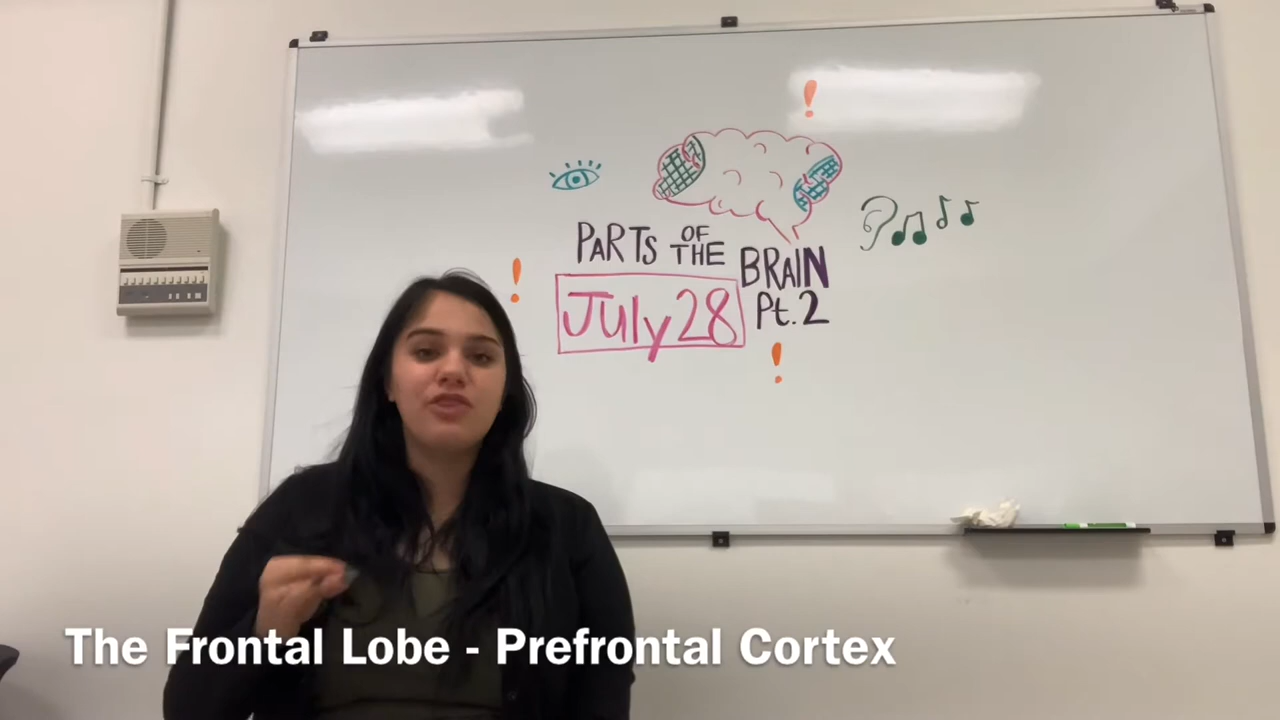 PARTS OF THE BRAIN
July 28 Pt. 2
The Frontal Lobe - Prefrontal Cortex